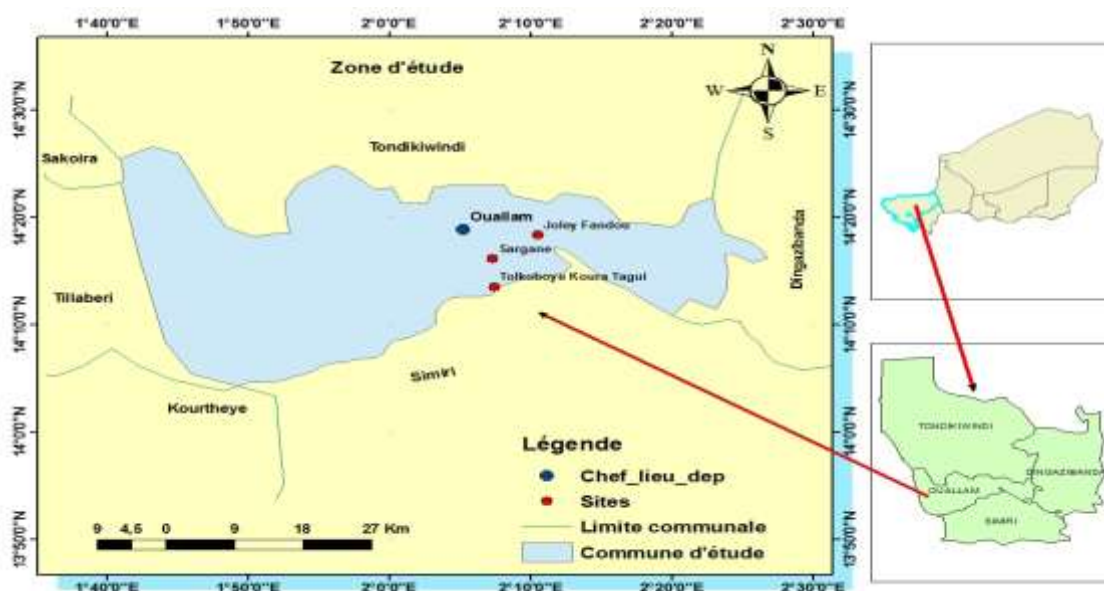 1°40'0"E 1°50'0"E 2°0'0"E 2°10'0"E 2°20'0"E 2°30'0"E
Zone d'étude
N
W E
S
14°30'0"N 14°30'0"N
Sakoira
Tondikiwindi
14°20'0"N 14°20'0"N
Ouallam
Joley Fandou
Sargane
Tolkoboye Koura Tagui
Dingazibanda
Tillaberi
14°10'0"N 14°10'0"N
Simiri
Kourtheye
14°0'0"N 14°0'0"N
Légende
Chef_lieu_dep
Sites
Limite communale
Commune d'étude
9 4,5 0 9 18 27 Km
13°50'0"N 13°50'0"N
1°40'0"E 1°50'0"E 2°0'0"E 2°10'0"E 2°20'0"E 2°30'0"E
TONDIKIWINDI
DINGAZIBANDA
OUALLAM
SIMIRI